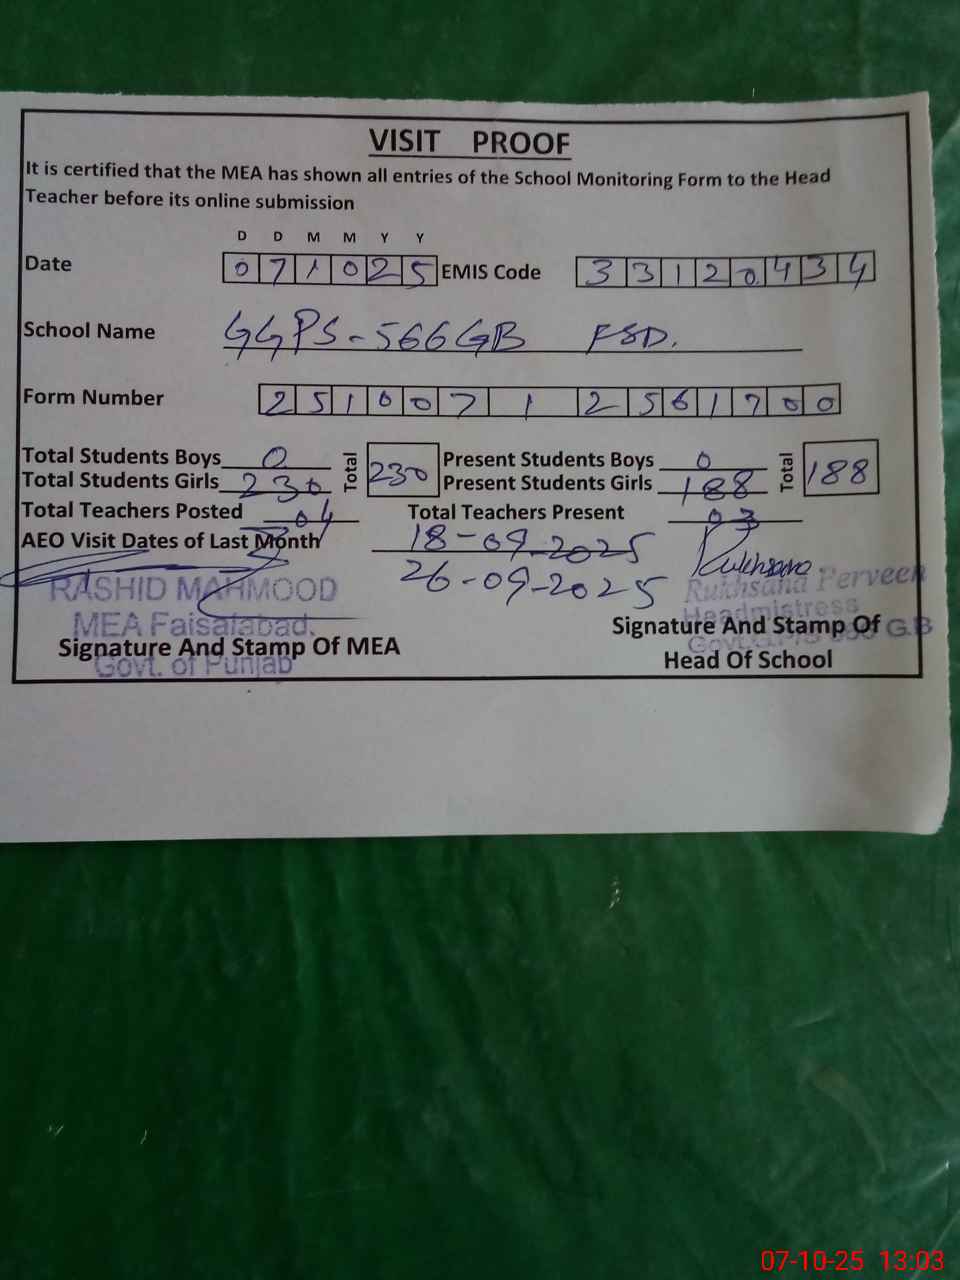 VISIT PROOF
It is certified that the MEA has shown all entries of the School Monitoring Form to the Head
Teacher before its online submission
D D M M Y Y
Date 0 7 1 0 2 5 EMIS Code 3 3 1 2 0 4 3 4
School Name GGPS-566GB FSD.
Form Number 2 5 1 0 0 7 1 2 5 6 1 7 0 0
Total Students Boys 0 Total 230 Present Students Boys 0 Total 188
Total Students Girls 230 Present Students Girls 188
Total Teachers Posted 04 Total Teachers Present 03
AEO Visit Dates of Last Month 18-09-2025
26-09-2025 Rukhsana
RASHID MAHMOOD Rukhsana Perveen
MEA Faisalabad. Headmistress
Signature And Stamp Of MEA Signature And Stamp Of
Govt. of Punjab G.B
Head Of School
07-10-25 13:03